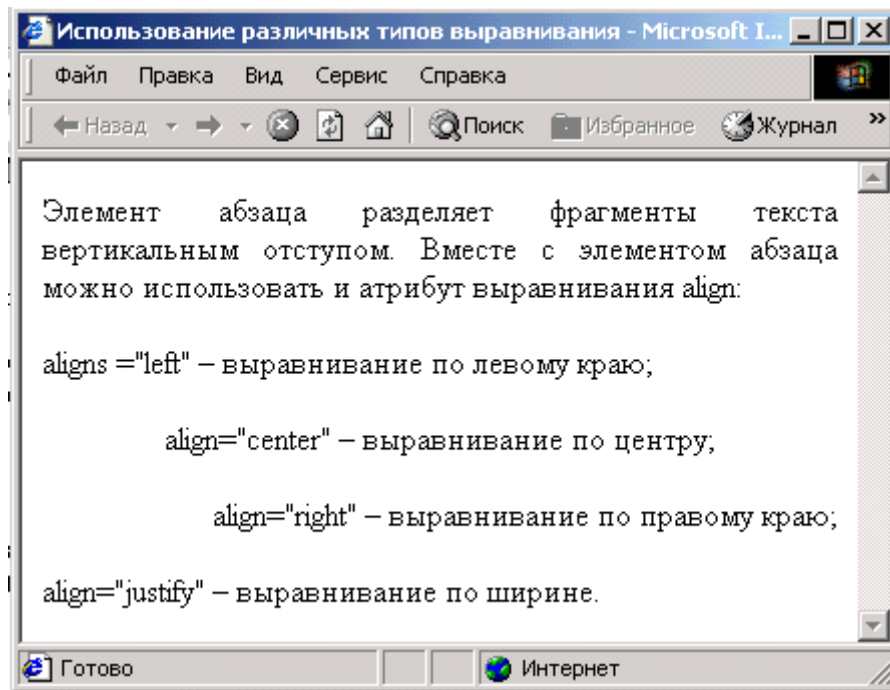 Использование различных типов выравнивания - Microsoft I...
Файл Правка Вид Сервис Справка
Назад Поиск Избранное Журнал »
Элемент абзаца разделяет фрагменты текста
вертикальным отступом. Вместе с элементом абзаца
можно использовать и атрибут выравнивания align:
aligns ="left" – выравнивание по левому краю;
align="center" – выравнивание по центру;
align="right" – выравнивание по правому краю;
align="justify" – выравнивание по ширине.
Готово Интернет